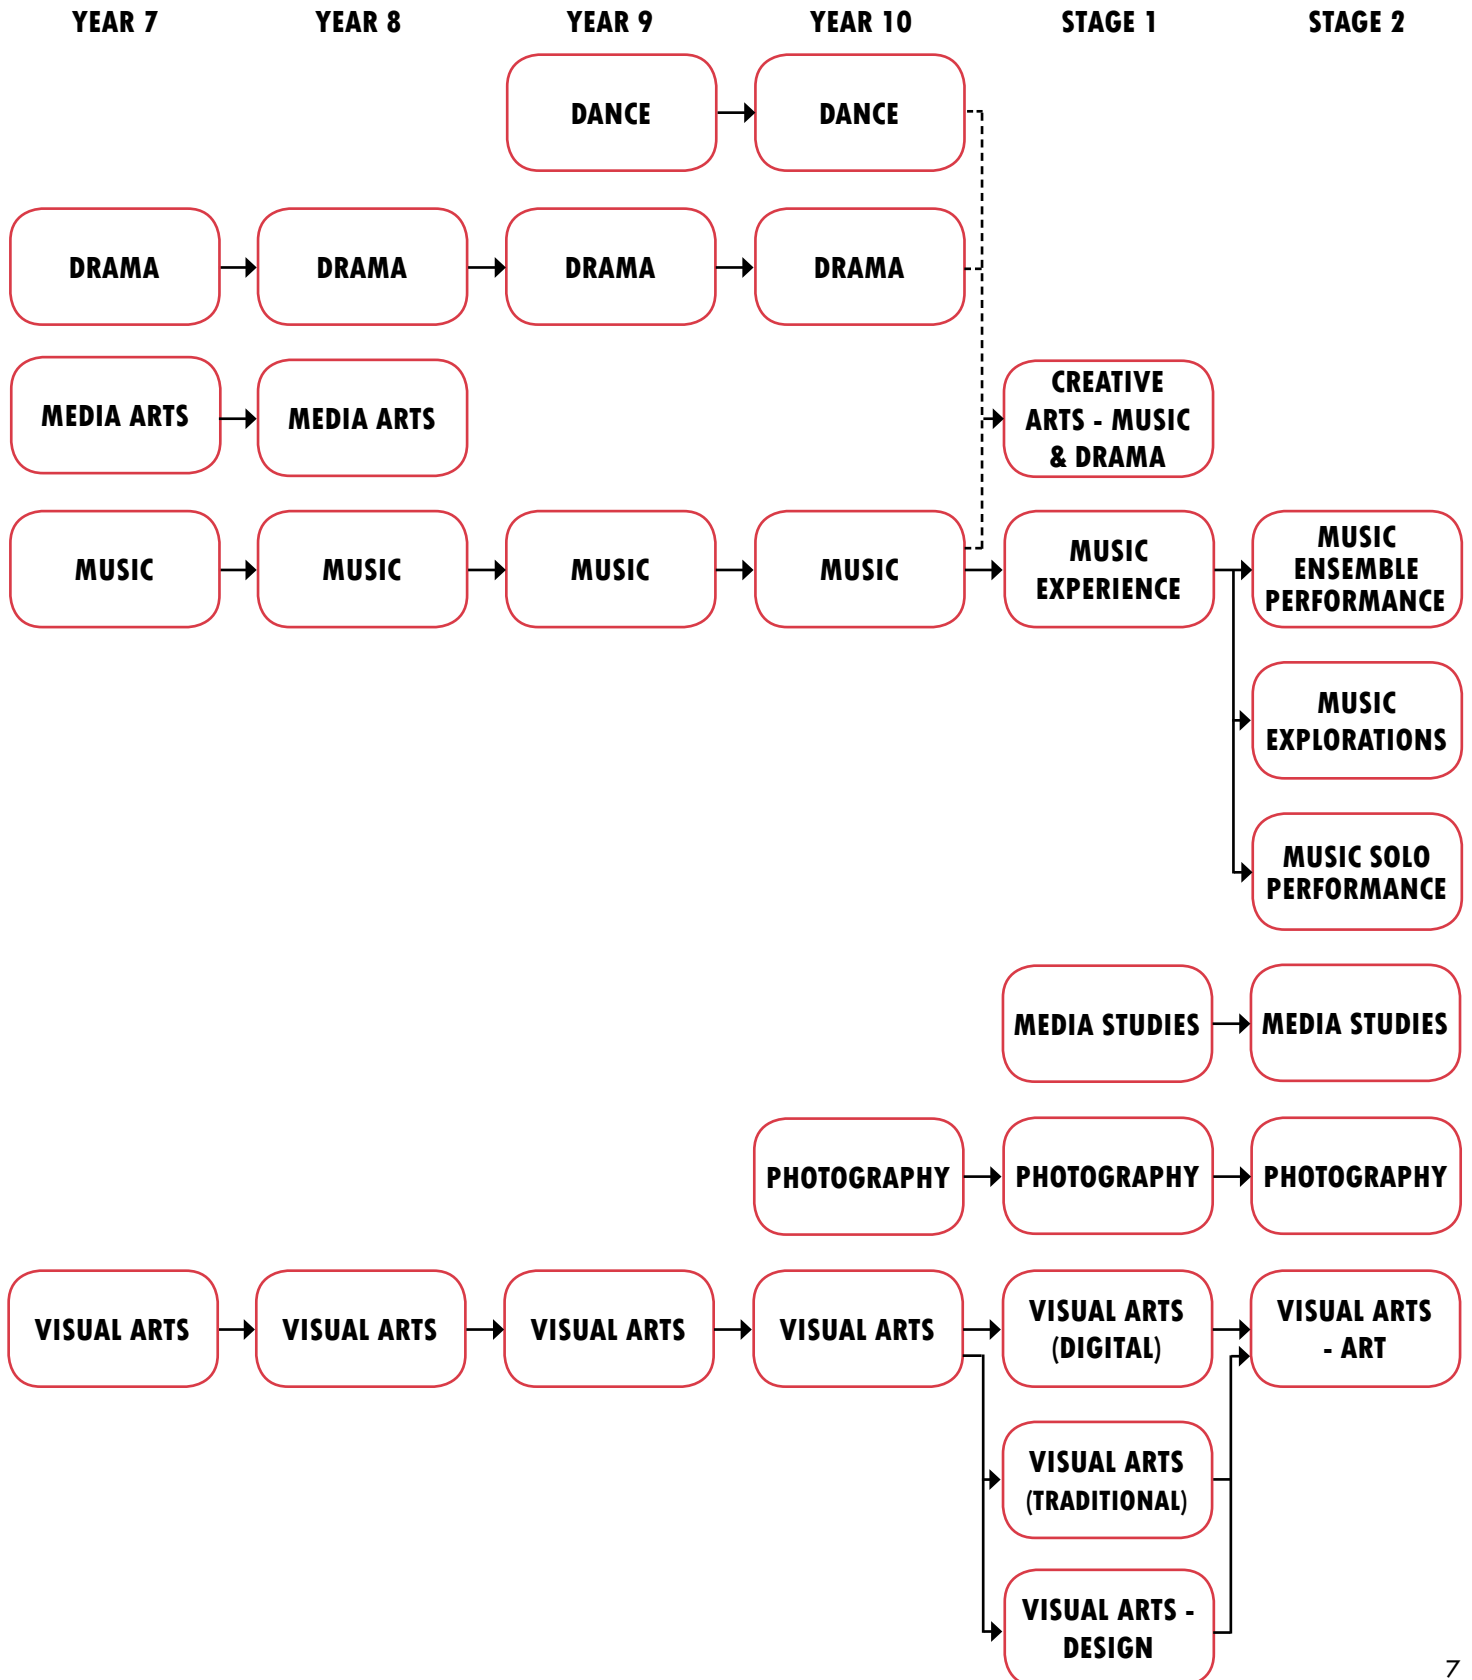 YEAR 7
YEAR 8
YEAR 9
YEAR 10
STAGE 1
STAGE 2
DANCE
DANCE
DRAMA
DRAMA
DRAMA
DRAMA
MEDIA ARTS
MEDIA ARTS
CREATIVE
ARTS - MUSIC
& DRAMA
MUSIC
MUSIC
MUSIC
MUSIC
MUSIC
EXPERIENCE
MUSIC
ENSEMBLE
PERFORMANCE
MUSIC
EXPLORATIONS
MUSIC SOLO
PERFORMANCE
MEDIA STUDIES
MEDIA STUDIES
PHOTOGRAPHY
PHOTOGRAPHY
PHOTOGRAPHY
VISUAL ARTS
VISUAL ARTS
VISUAL ARTS
VISUAL ARTS
VISUAL ARTS
(DIGITAL)
VISUAL ARTS
- ART
VISUAL ARTS
(TRADITIONAL)
VISUAL ARTS -
DESIGN
7